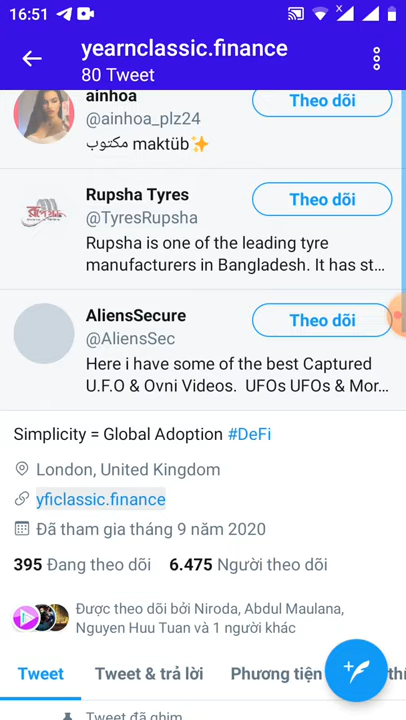 16:51
yearnclassic.finance
80 Tweet
ainhoa
Theo dõi
@ainhoa_plz24
مكتوب maktüb✨
Rupsha Tyres
Theo dõi
@TyresRupsha
Rupsha is one of the leading tyre
manufacturers in Bangladesh. It has st...
AliensSecure
Theo dõi
@AliensSec
Here i have some of the best Captured
U.F.O & Ovni Videos. UFOs UFOs & Mor...
Simplicity = Global Adoption #DeFi
London, United Kingdom
yficlassic.finance
Đã tham gia tháng 9 năm 2020
395 Đang theo dõi 6.475 Người theo dõi
Được theo dõi bởi Niroda, Abdul Maulana,
Nguyen Huu Tuan và 1 người khác
Tweet Tweet & trả lời Phương tiện
Tweet đã ghim